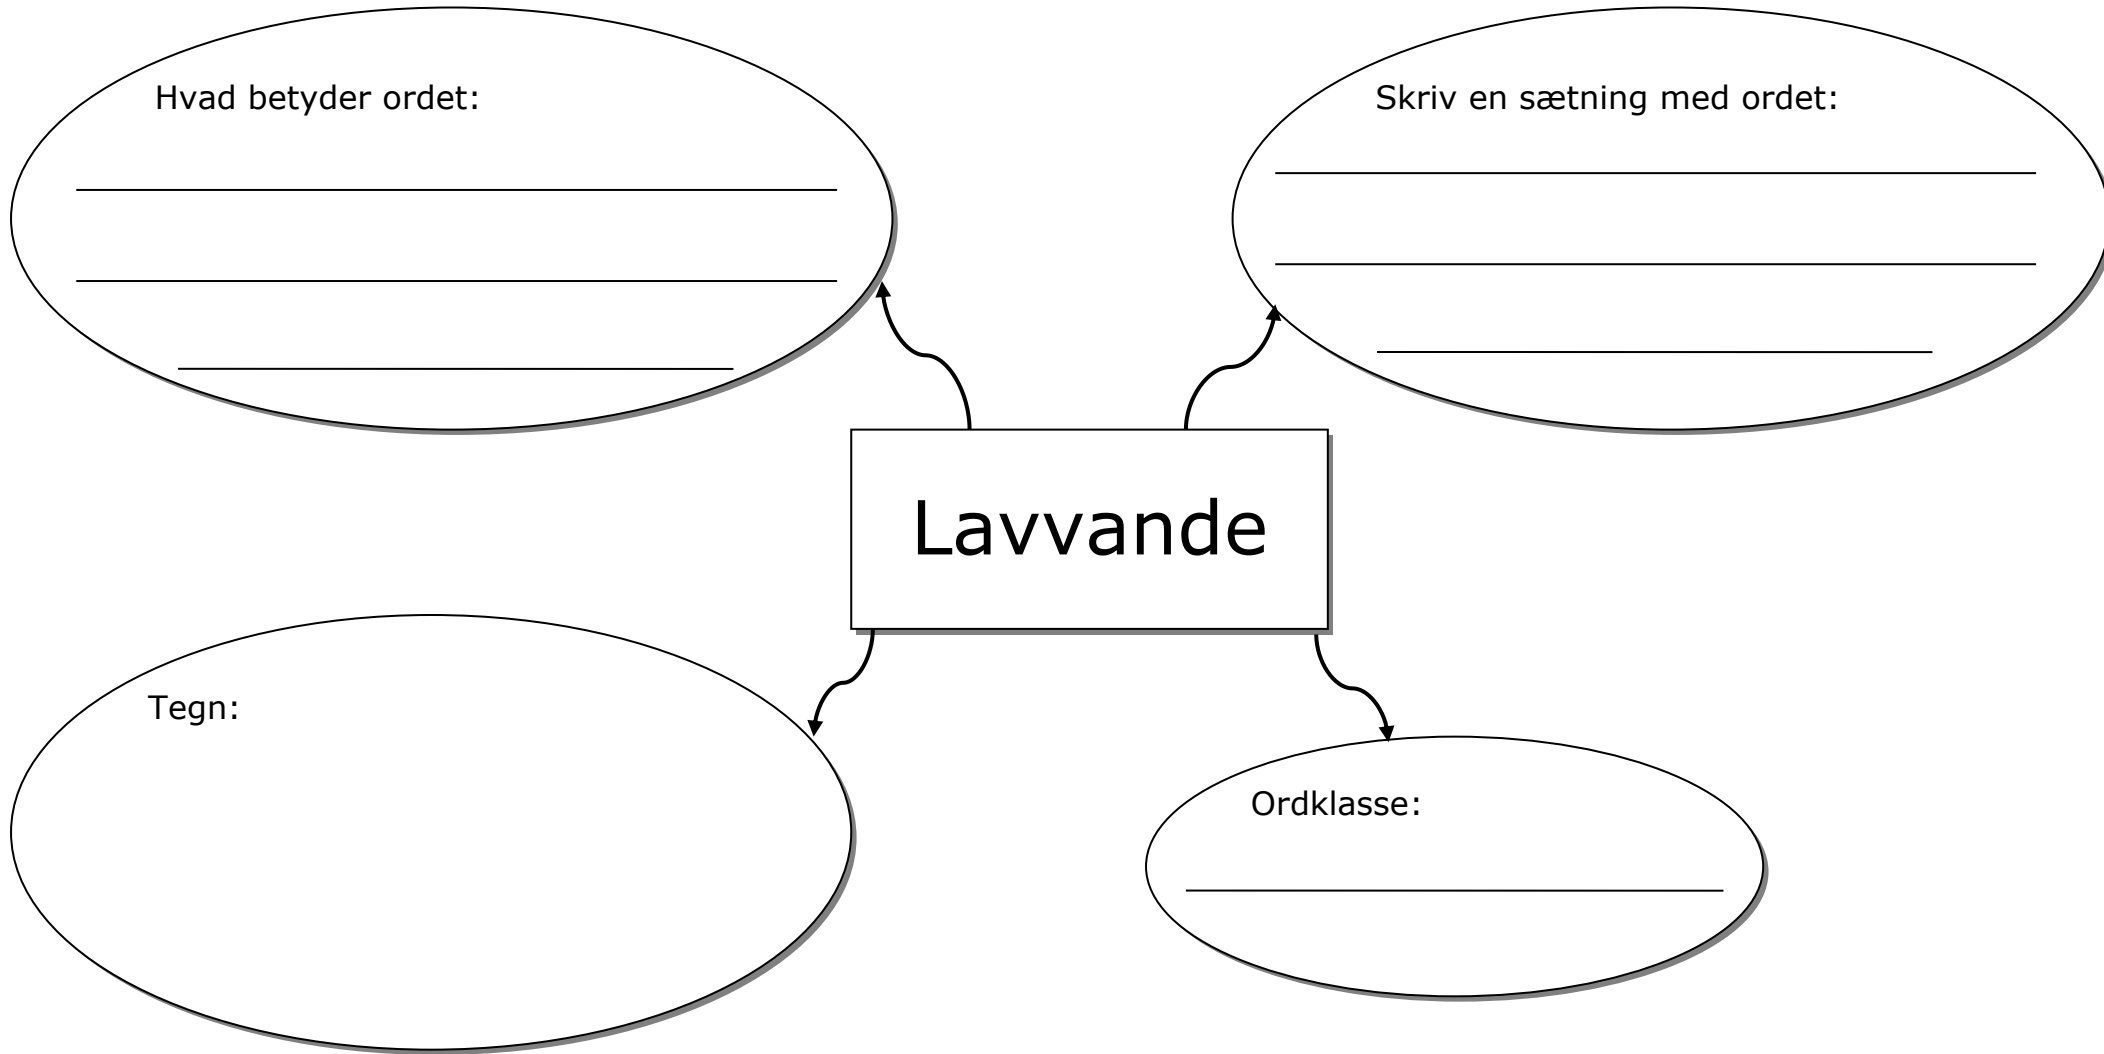 Hvad betyder ordet:
Skriv en sætning med ordet:
Lavvande
Tegn:
Ordklasse: